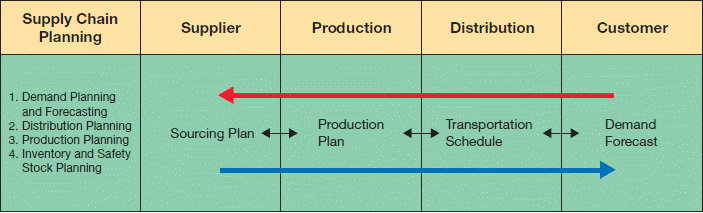 Supply Chain
Planning
Supplier
Production
Distribution
Customer
1. Demand Planning
and Forecasting
2. Distribution Planning
3. Production Planning
4. Inventory and Safety
Stock Planning
Sourcing Plan
Production
Plan
Transportation
Schedule
Demand
Forecast